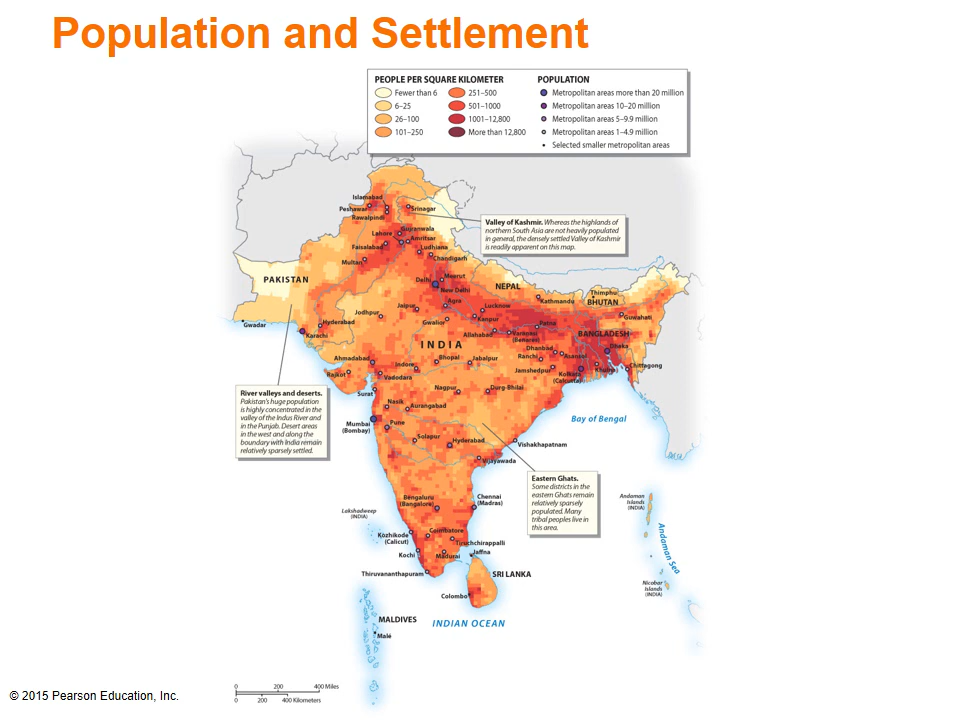 Population and Settlement
PEOPLE PER SQUARE KILOMETER
Fewer than 6
6–25
26–100
101–250
251–500
501–1000
1001–12,800
More than 12,800
POPULATION
Metropolitan areas more than 20 million
Metropolitan areas 10–20 million
Metropolitan areas 5–9.9 million
Metropolitan areas 1–4.9 million
Selected smaller metropolitan areas
Islamabad
Peshawar
Rawalpindi
Srinagar
Gujranwala
Lahore
Amritsar
Faisalabad
Ludhiana
Chandigarh
Multan
Valley of Kashmir. Whereas the highlands of
northern South Asia are not heavily populated
in general, the densely settled Valley of Kashmir
is readily apparent on this map.
PAKISTAN
Delhi
Meerut
New Delhi
NEPAL
Kathmandu
Thimphu
BHUTAN
Guwahati
Agra
Lucknow
Jaipur
Jodhpur
Gwalior
Kanpur
Patna
Allahabad
Varanasi
(Benares)
BANGLADESH
Dhaka
Gwadar
Hyderabad
Karachi
INDIA
Dhanbad
Asansol
Ranchi
Khulna
Chittagong
Ahmadabad
Indore
Bhopal
Jabalpur
Jamshedpur
Kolkata
(Calcutta)
Rajkot
Vadodara
Surat
Nagpur
Durg-Bhilai
River valleys and deserts.
Pakistan's huge population
is highly concentrated in the
valley of the Indus River and
in the Punjab. Desert areas
in the west and along the
boundary with India remain
relatively sparsely settled.
Nasik
Aurangabad
Mumbai
(Bombay)
Pune
Bay of Bengal
Solapur
Hyderabad
Vishakhapatnam
Vijayawada
Eastern Ghats.
Some districts in the
eastern Ghats remain
relatively sparsely
populated. Many
tribal peoples live in
this area.
Bengaluru
(Bangalore)
Chennai
(Madras)
Andaman
Islands
(INDIA)
Lakshadweep
(INDIA)
Andaman Sea
Kozhikode
(Calicut)
Coimbatore
Tiruchchirappalli
Kochi
Madurai
Jaffna
Thiruvananthapuram
SRI LANKA
Nicobar
Islands
(INDIA)
Colombo
MALDIVES
Male
INDIAN OCEAN
0 200 400 Miles
0 200 400 Kilometers
© 2015 Pearson Education, Inc.